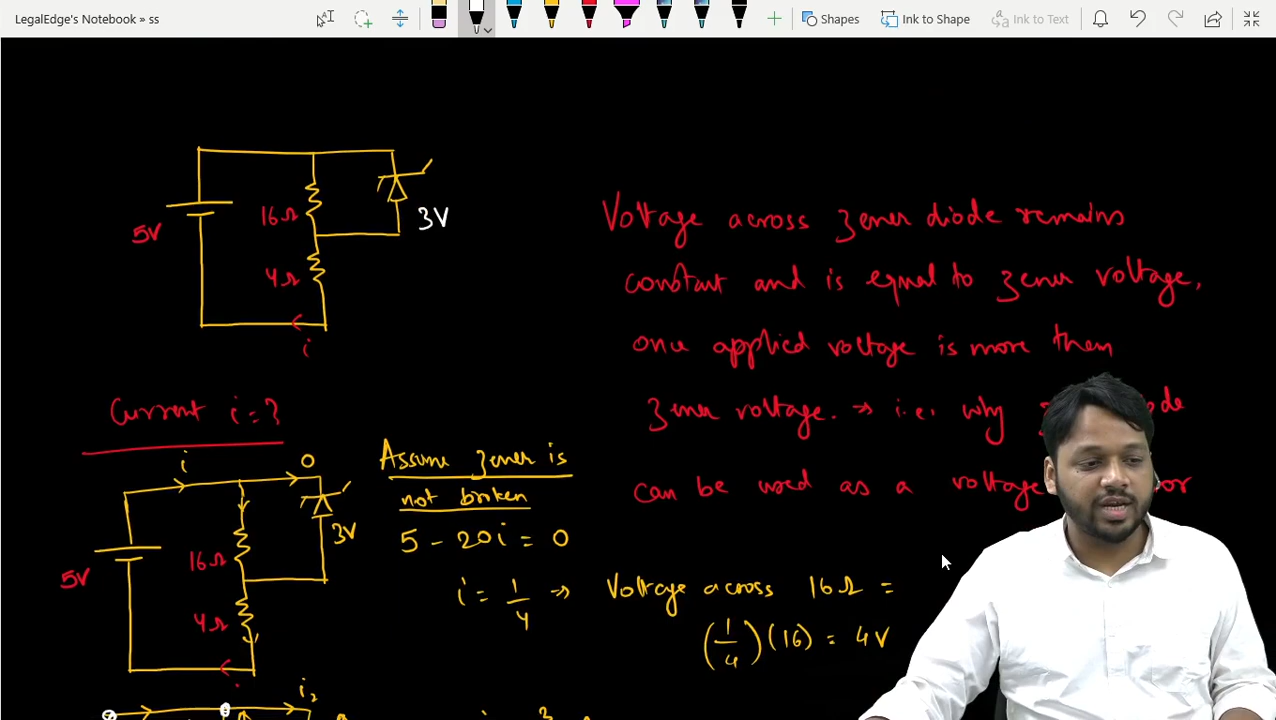 LegalEdge's Notebook » ss
Shapes
Ink to Shape
Ink to Text
5V
16Ω
4Ω
3V
i
Voltage across zener diode remains
constant and is equal to zener voltage,
once applied voltage is more them
zener voltage. → i.e. why
can be used as a voltage
Current i = ?
i
0
5V
16Ω
4Ω
3V
Assume zener is
not broken
5 - 20i = 0
i = 1/4 ⇒ Voltage across 16Ω =
(1/4)(16) = 4V
i₂